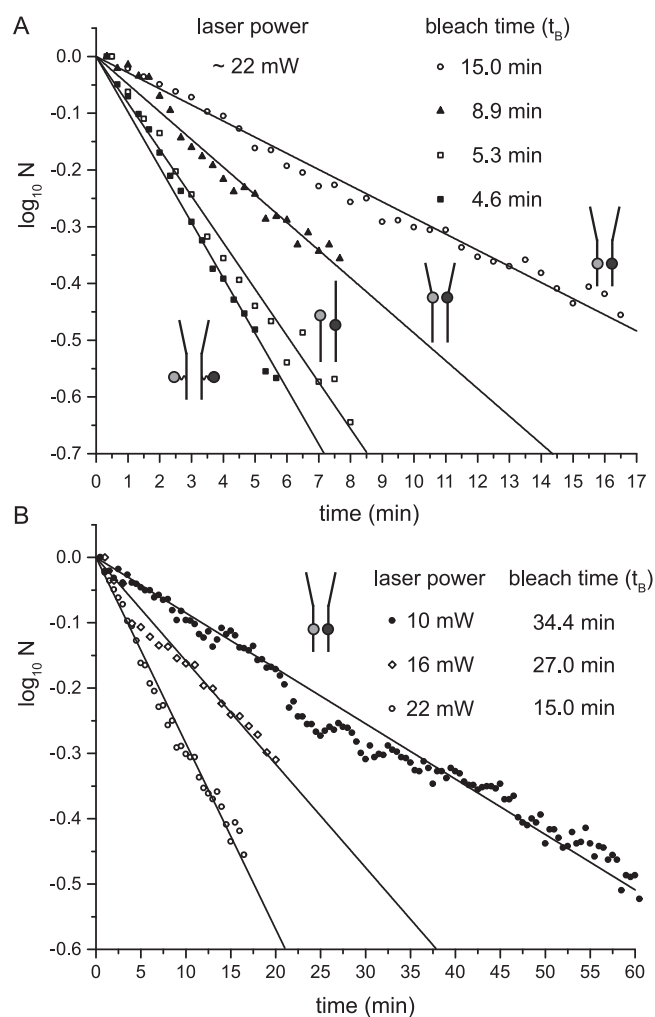 A
laser power
~ 22 mW
bleach time (t_B)
15.0 min
8.9 min
5.3 min
4.6 min
0.0
-0.1
-0.2
-0.3
-0.4
-0.5
-0.6
-0.7
log₁₀ N
0 1 2 3 4 5 6 7 8 9 10 11 12 13 14 15 16 17
time (min)
B
laser power bleach time (t_B)
10 mW 34.4 min
16 mW 27.0 min
22 mW 15.0 min
0.0
-0.1
-0.2
-0.3
-0.4
-0.5
-0.6
log₁₀ N
0 5 10 15 20 25 30 35 40 45 50 55 60
time (min)